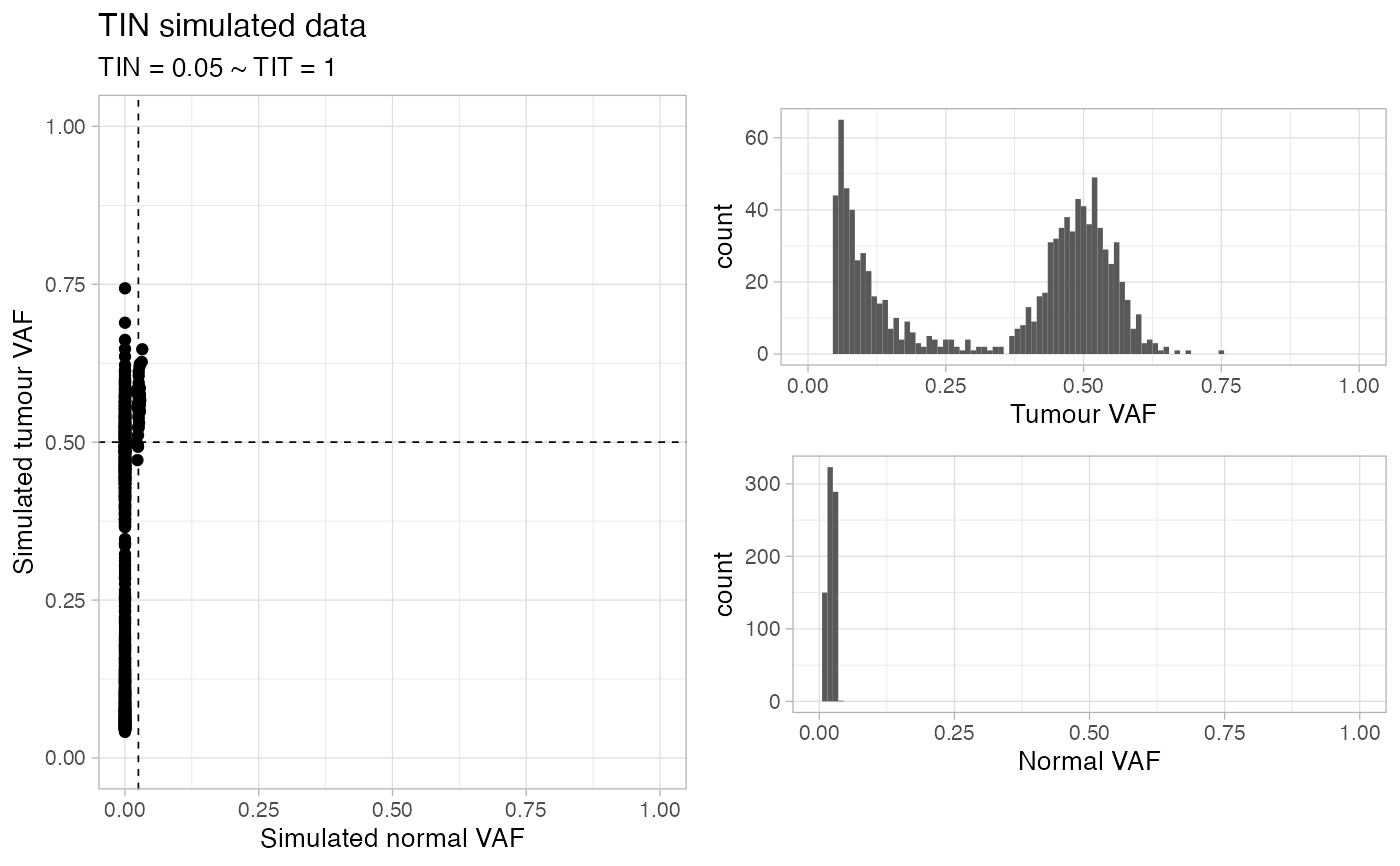 TIN simulated data
TIN = 0.05 ~ TIT = 1
1.00
0.75
0.50
0.25
0.00
Simulated tumour VAF
0.00 0.25 0.50 0.75 1.00
Simulated normal VAF
60
40
20
0
count
0.00 0.25 0.50 0.75 1.00
Tumour VAF
300
200
100
0
count
0.00 0.25 0.50 0.75 1.00
Normal VAF